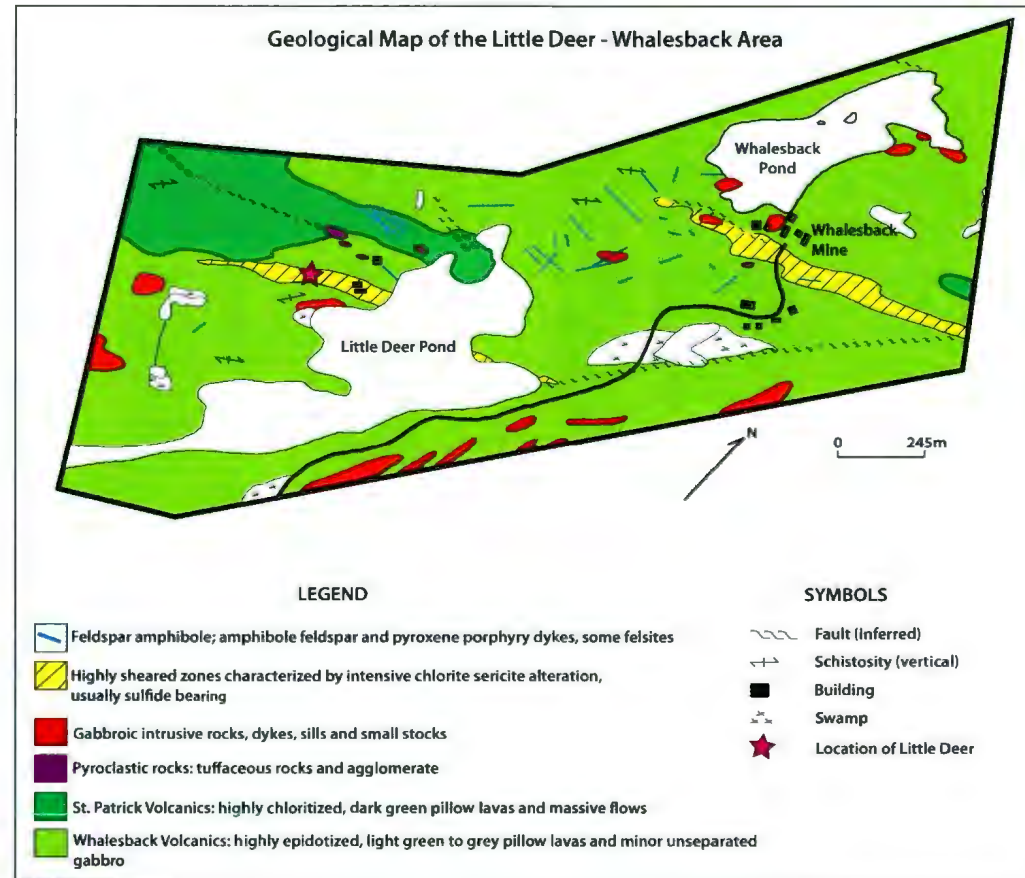 Geological Map of the Little Deer - Whalesback Area
Whalesback
Pond
Whalesback
Mine
Little Deer Pond
N
0 245m
LEGEND
Feldspar amphibole; amphibole feldspar and pyroxene porphyry dykes, some felsites
Highly sheared zones characterized by intensive chlorite sericite alteration,
usually sulfide bearing
Gabbroic intrusive rocks, dykes, sills and small stocks
Pyroclastic rocks: tuffaceous rocks and agglomerate
St. Patrick Volcanics: highly chloritized, dark green pillow lavas and massive flows
Whalesback Volcanics: highly epidotized, light green to grey pillow lavas and minor unseparated
gabbro
SYMBOLS
Fault (Inferred)
Schistosity (vertical)
Building
Swamp
Location of Little Deer